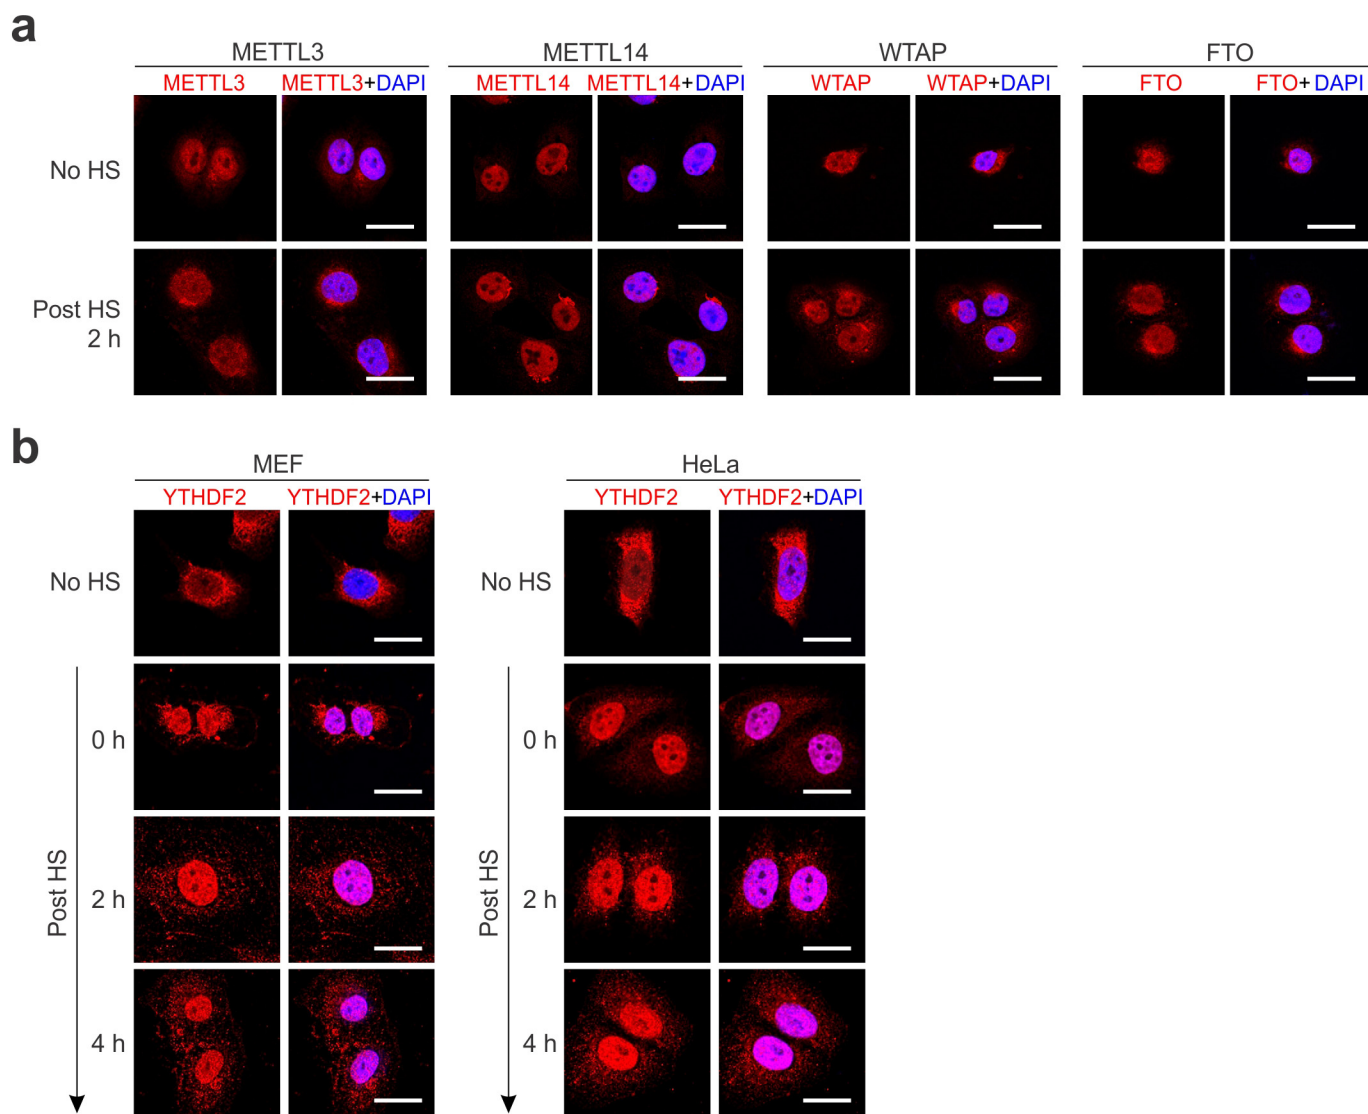 a
METTL3 METTL14 WTAP FTO
METTL3 METTL3+DAPI METTL14 METTL14+DAPI WTAP WTAP+DAPI FTO FTO+ DAPI
No HS
Post HS
2 h
b
MEF HeLa
YTHDF2 YTHDF2+DAPI YTHDF2 YTHDF2+DAPI
No HS No HS
0 h 0 h
Post HS 2 h Post HS 2 h
4 h 4 h